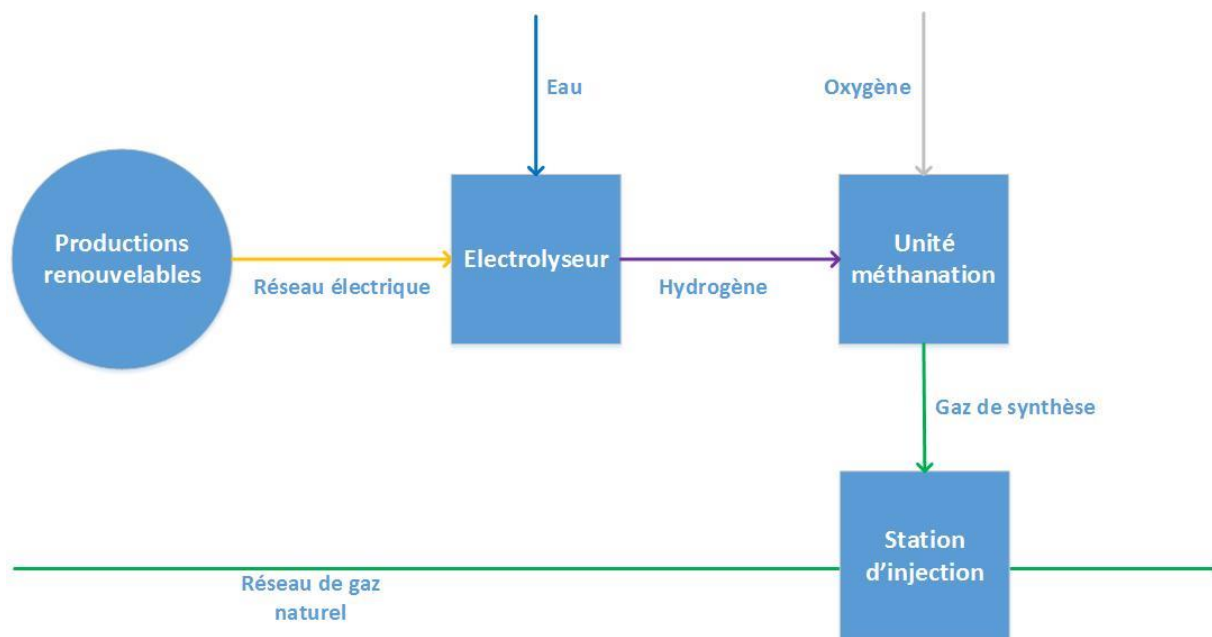 Eau
Oxygène
Productions
renouvelables
Réseau électrique
Electrolyseur
Hydrogène
Unité
méthanation
Gaz de synthèse
Station
d’injection
Réseau de gaz
naturel